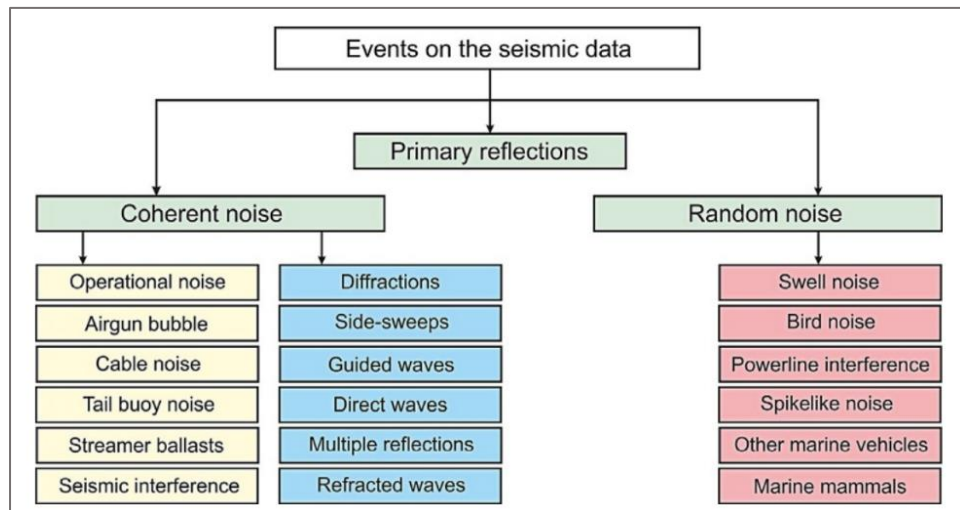 Events on the seismic data
Primary reflections
Coherent noise
Random noise
Operational noise
Airgun bubble
Cable noise
Tail buoy noise
Streamer ballasts
Seismic interference
Diffractions
Side-sweeps
Guided waves
Direct waves
Multiple reflections
Refracted waves
Swell noise
Bird noise
Powerline interference
Spikelike noise
Other marine vehicles
Marine mammals